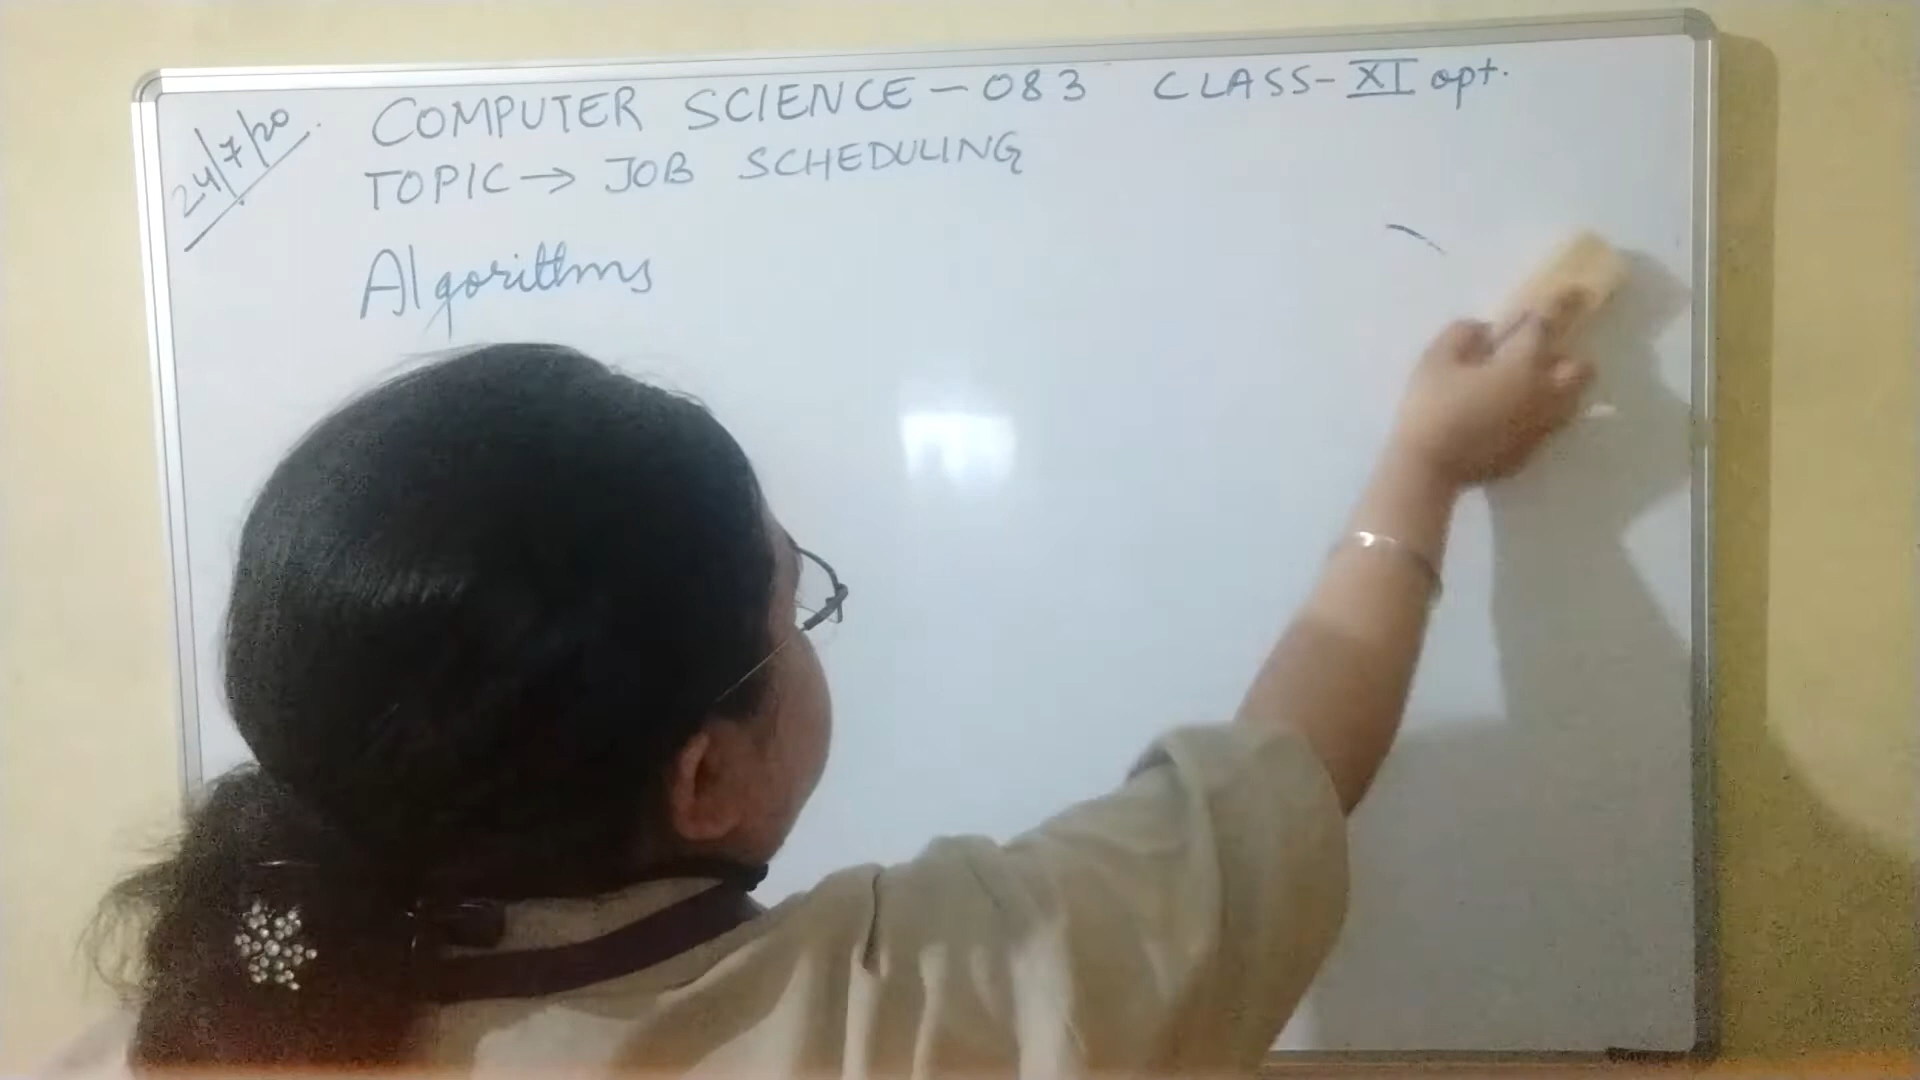 24/7/20.
COMPUTER SCIENCE - 083 CLASS - XI opt.
TOPIC → JOB SCHEDULING
Algorithms